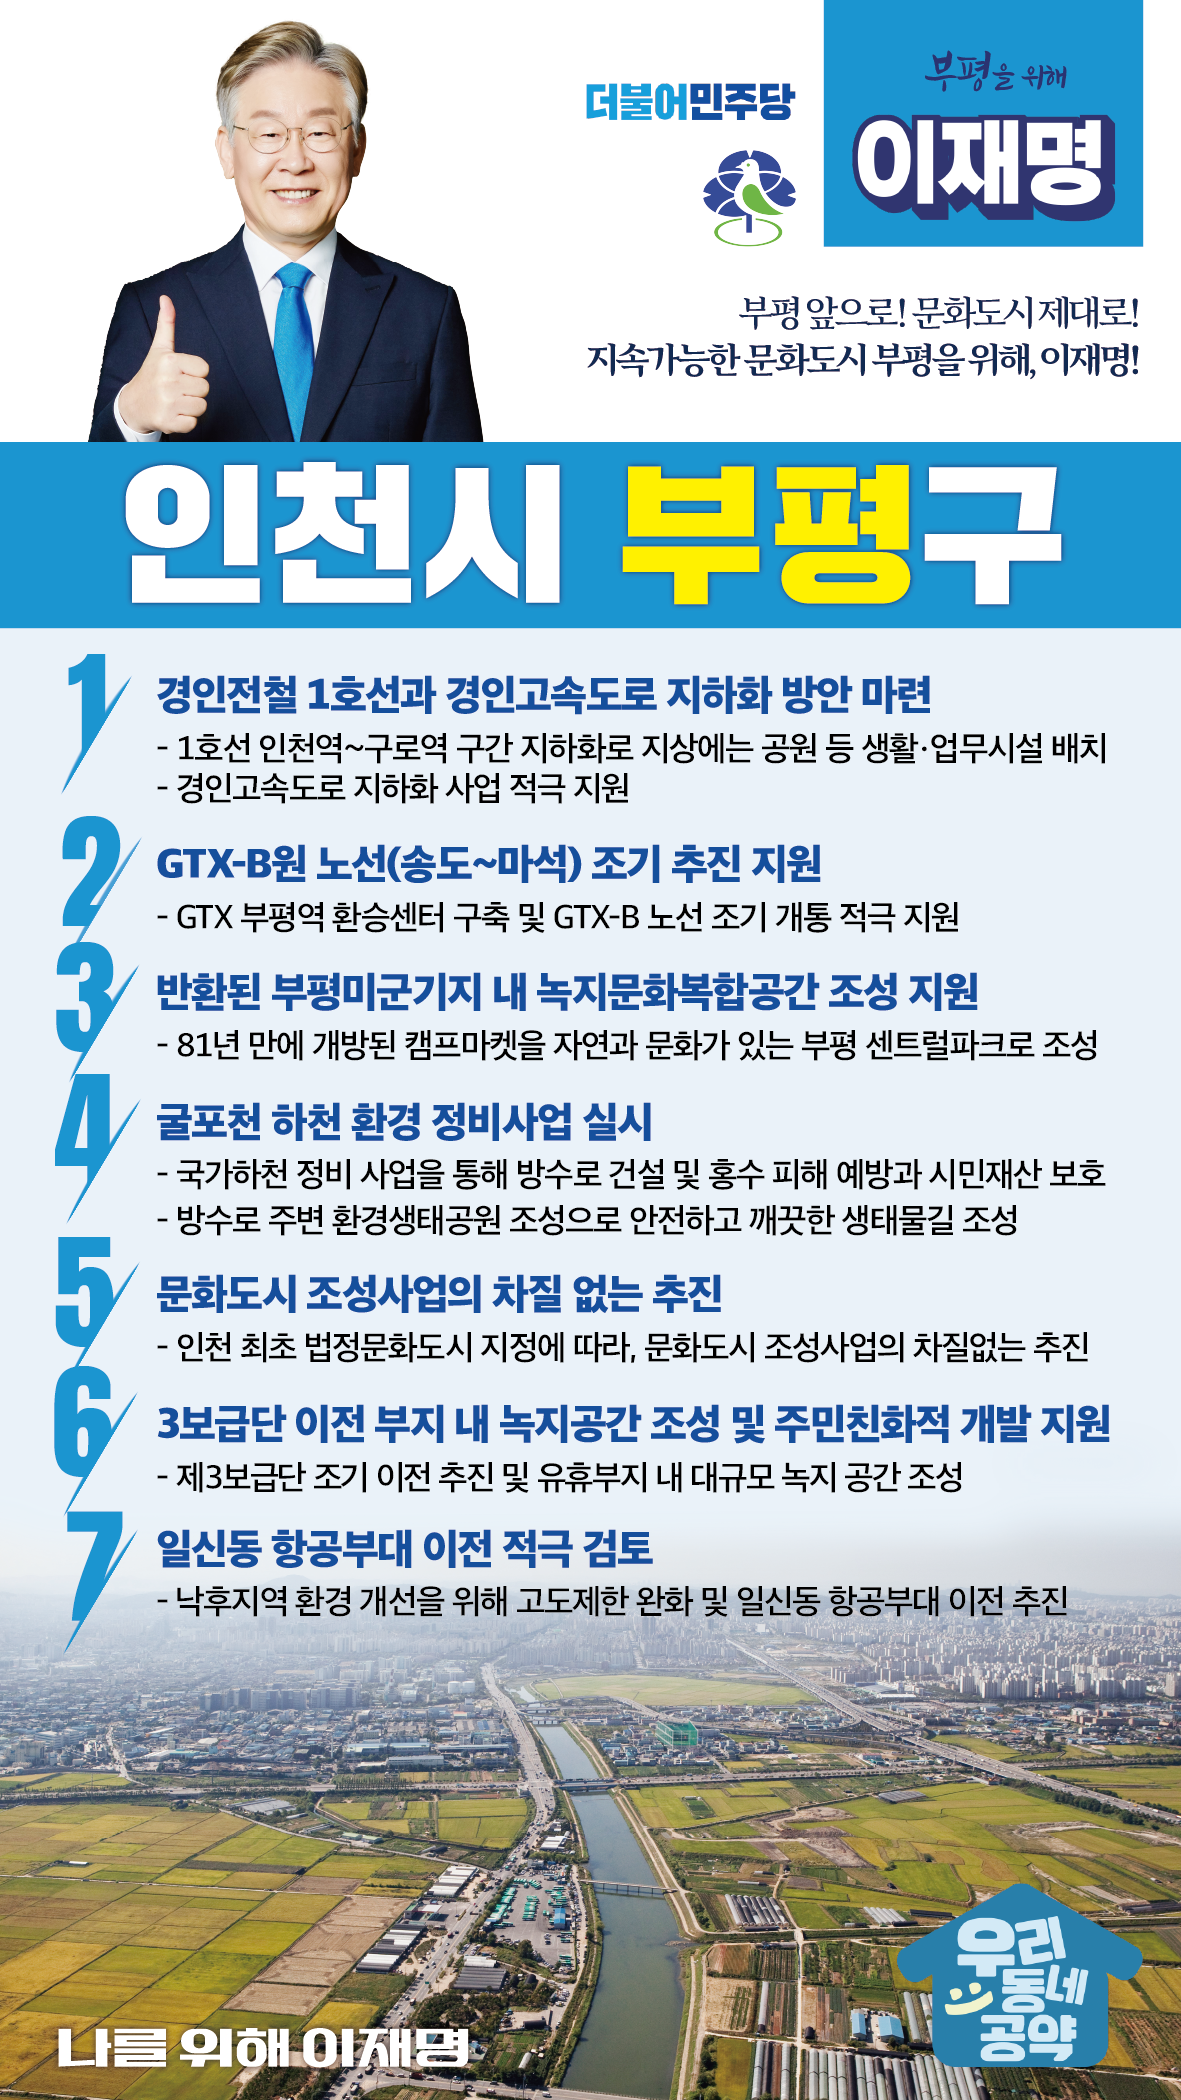 더불어민주당
부평을 위해
이재명
부평 앞으로! 문화도시 제대로!
지속가능한 문화도시 부평을 위해, 이재명!
인천시 부평구
1
경인전철 1호선과 경인고속도로 지하화 방안 마련
- 1호선 인천역~구로역 구간 지하화로 지상에는 공원 등 생활·업무시설 배치
- 경인고속도로 지하화 사업 적극 지원
2
GTX-B원 노선(송도~마석) 조기 추진 지원
- GTX 부평역 환승센터 구축 및 GTX-B 노선 조기 개통 적극 지원
3
반환된 부평미군기지 내 녹지문화복합공간 조성 지원
- 81년 만에 개방된 캠프마켓을 자연과 문화가 있는 부평 센트럴파크로 조성
4
굴포천 하천 환경 정비사업 실시
- 국가하천 정비 사업을 통해 방수로 건설 및 홍수 피해 예방과 시민재산 보호
- 방수로 주변 환경생태공원 조성으로 안전하고 깨끗한 생태물길 조성
5
문화도시 조성사업의 차질 없는 추진
- 인천 최초 법정문화도시 지정에 따라, 문화도시 조성사업의 차질없는 추진
6
3보급단 이전 부지 내 녹지공간 조성 및 주민친화적 개발 지원
- 제3보급단 조기 이전 추진 및 유휴부지 내 대규모 녹지 공간 조성
7
일신동 항공부대 이전 적극 검토
- 낙후지역 환경 개선을 위해 고도제한 완화 및 일신동 항공부대 이전 추진
나를 위해 이재명
우리
동네
공약